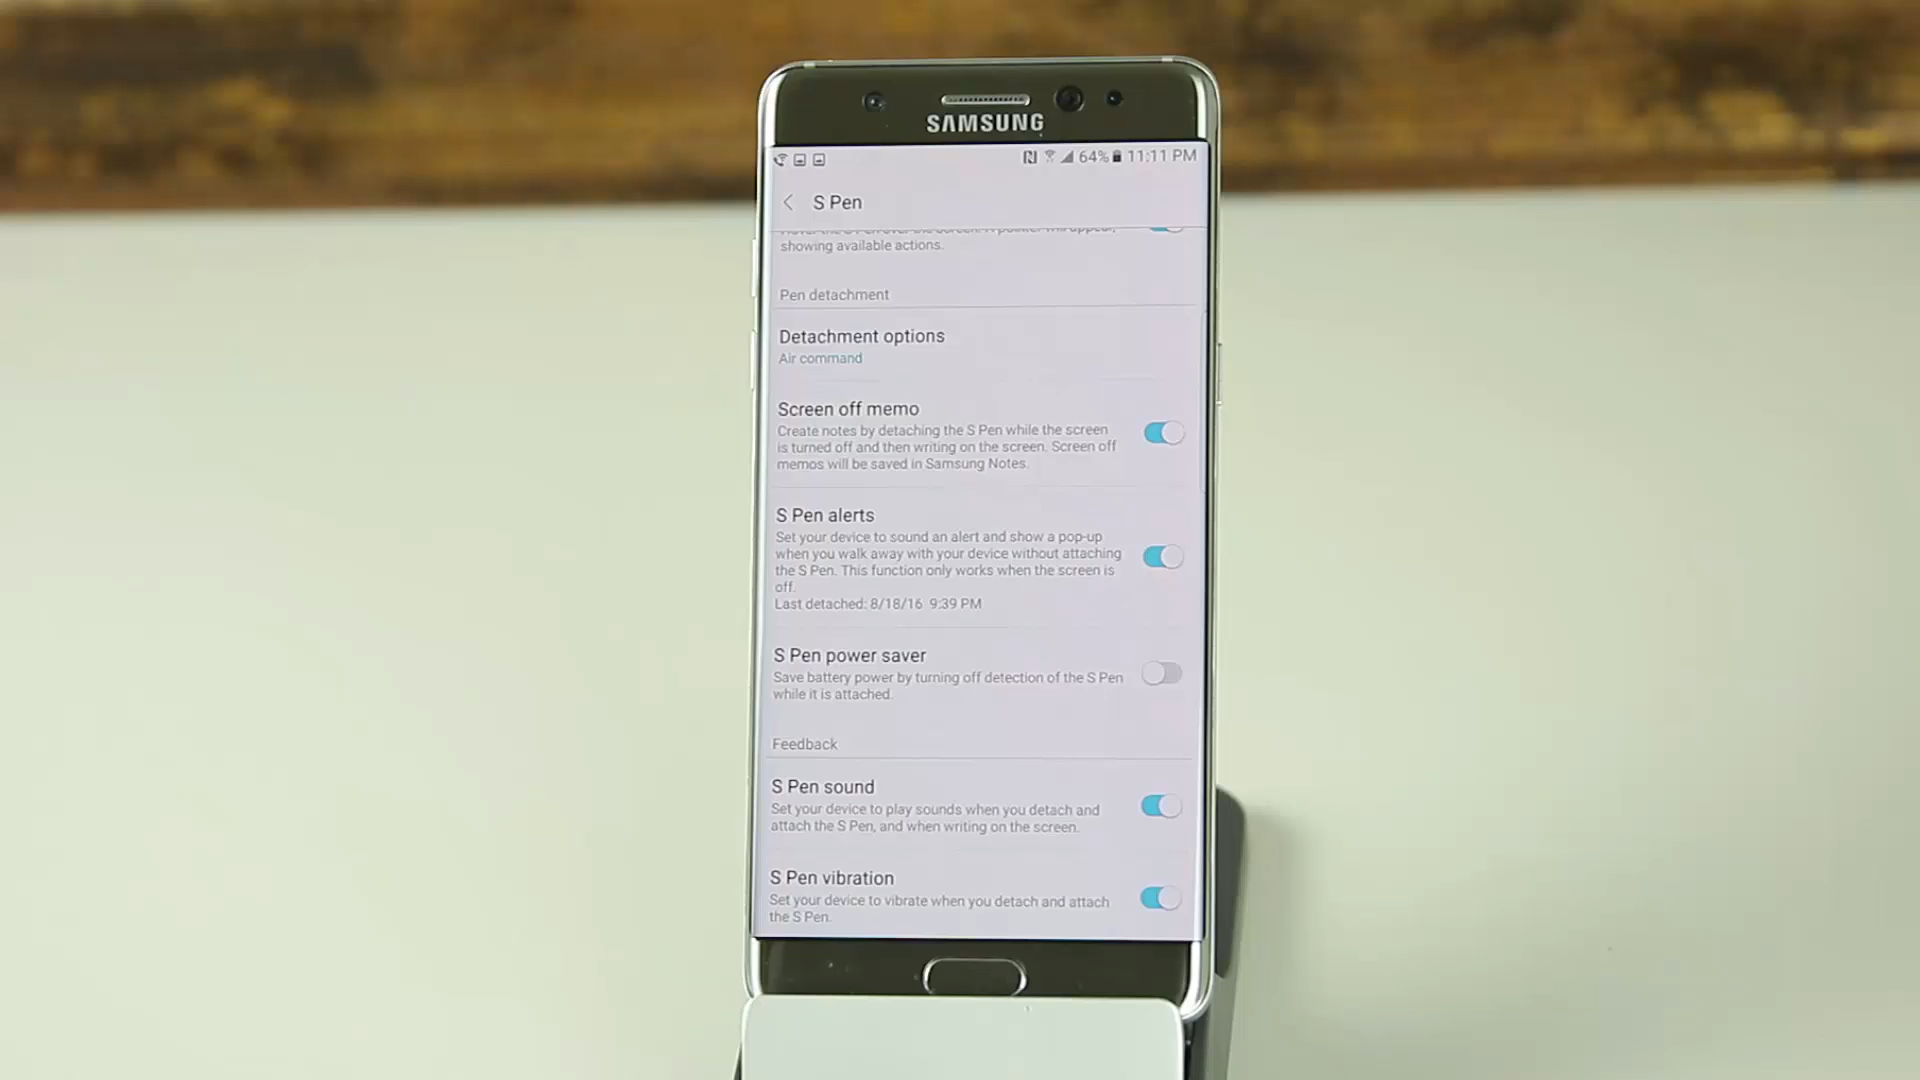 SAMSUNG
64% 11:11 PM
S Pen
showing available actions.
Pen detachment
Detachment options
Air command
Screen off memo
Create notes by detaching the S Pen while the screen
is turned off and then writing on the screen. Screen off
memos will be saved in Samsung Notes.
S Pen alerts
Set your device to sound an alert and show a pop-up
when you walk away with your device without attaching
the S Pen. This function only works when the screen is
off.
Last detached: 8/18/16 9:39 PM
S Pen power saver
Save battery power by turning off detection of the S Pen
while it is attached.
Feedback
S Pen sound
Set your device to play sounds when you detach and
attach the S Pen, and when writing on the screen.
S Pen vibration
Set your device to vibrate when you detach and attach
the S Pen.